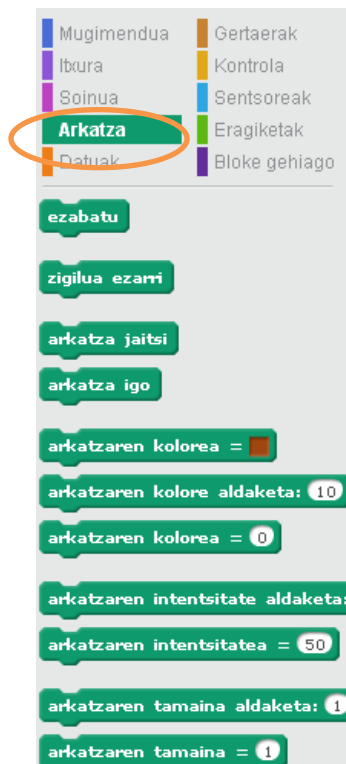 Mugimendua Gertaerak
Itxura Kontrola
Soinua Sentsoreak
Arkatza Eragiketak
Datuak Bloke gehiago
ezabatu
zigilua ezarri
arkatza jaitsi
arkatza igo
arkatzaren kolorea =
arkatzaren kolore aldaketa: 10
arkatzaren kolorea = 0
arkatzaren intentsitate aldaketa:
arkatzaren intentsitatea = 50
arkatzaren tamaina aldaketa: 1
arkatzaren tamaina = 1